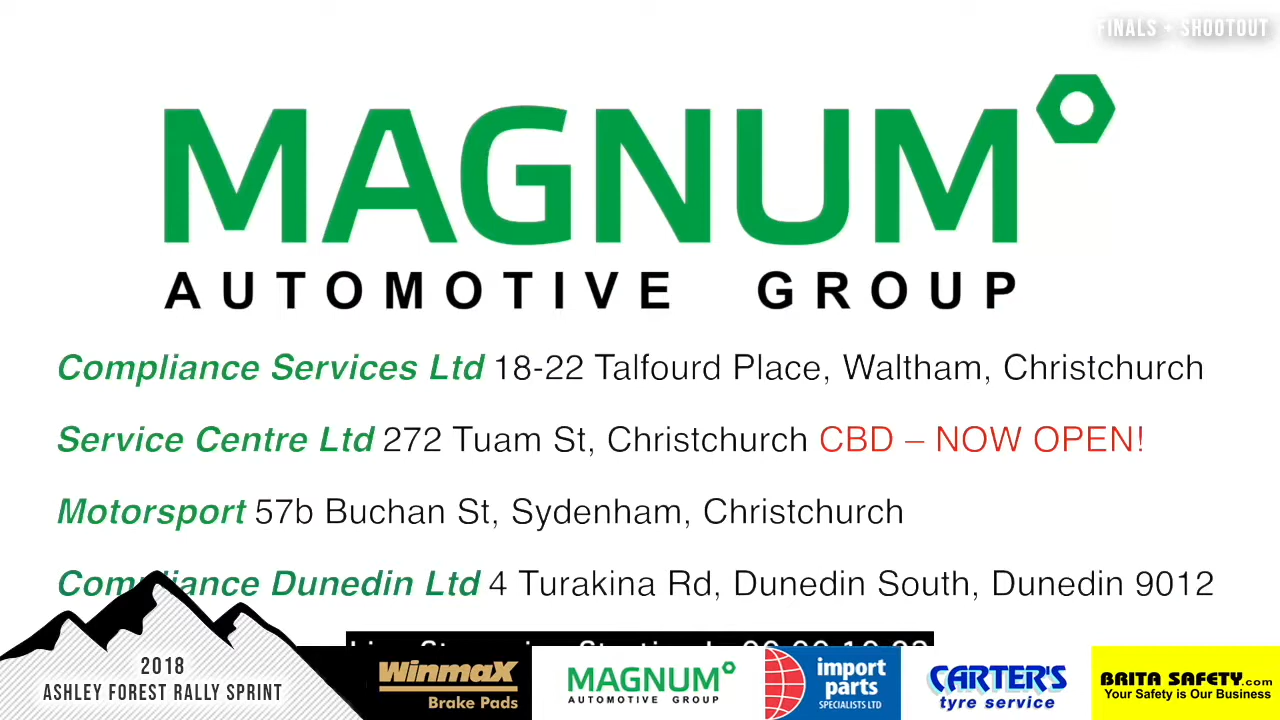 FINALS + SHOOTOUT
MAGNUM
AUTOMOTIVE GROUP
Compliance Services Ltd 18-22 Talfourd Place, Waltham, Christchurch
Service Centre Ltd 272 Tuam St, Christchurch CBD – NOW OPEN!
Motorsport 57b Buchan St, Sydenham, Christchurch
Compliance Dunedin Ltd 4 Turakina Rd, Dunedin South, Dunedin 9012
2018
ASHLEY FOREST RALLY SPRINT
WinmaX
Brake Pads
MAGNUM
AUTOMOTIVE GROUP
import
parts
SPECIALISTS LTD
CARTER'S
tyre service
BRITA SAFETY.com
Your Safety is Our Business